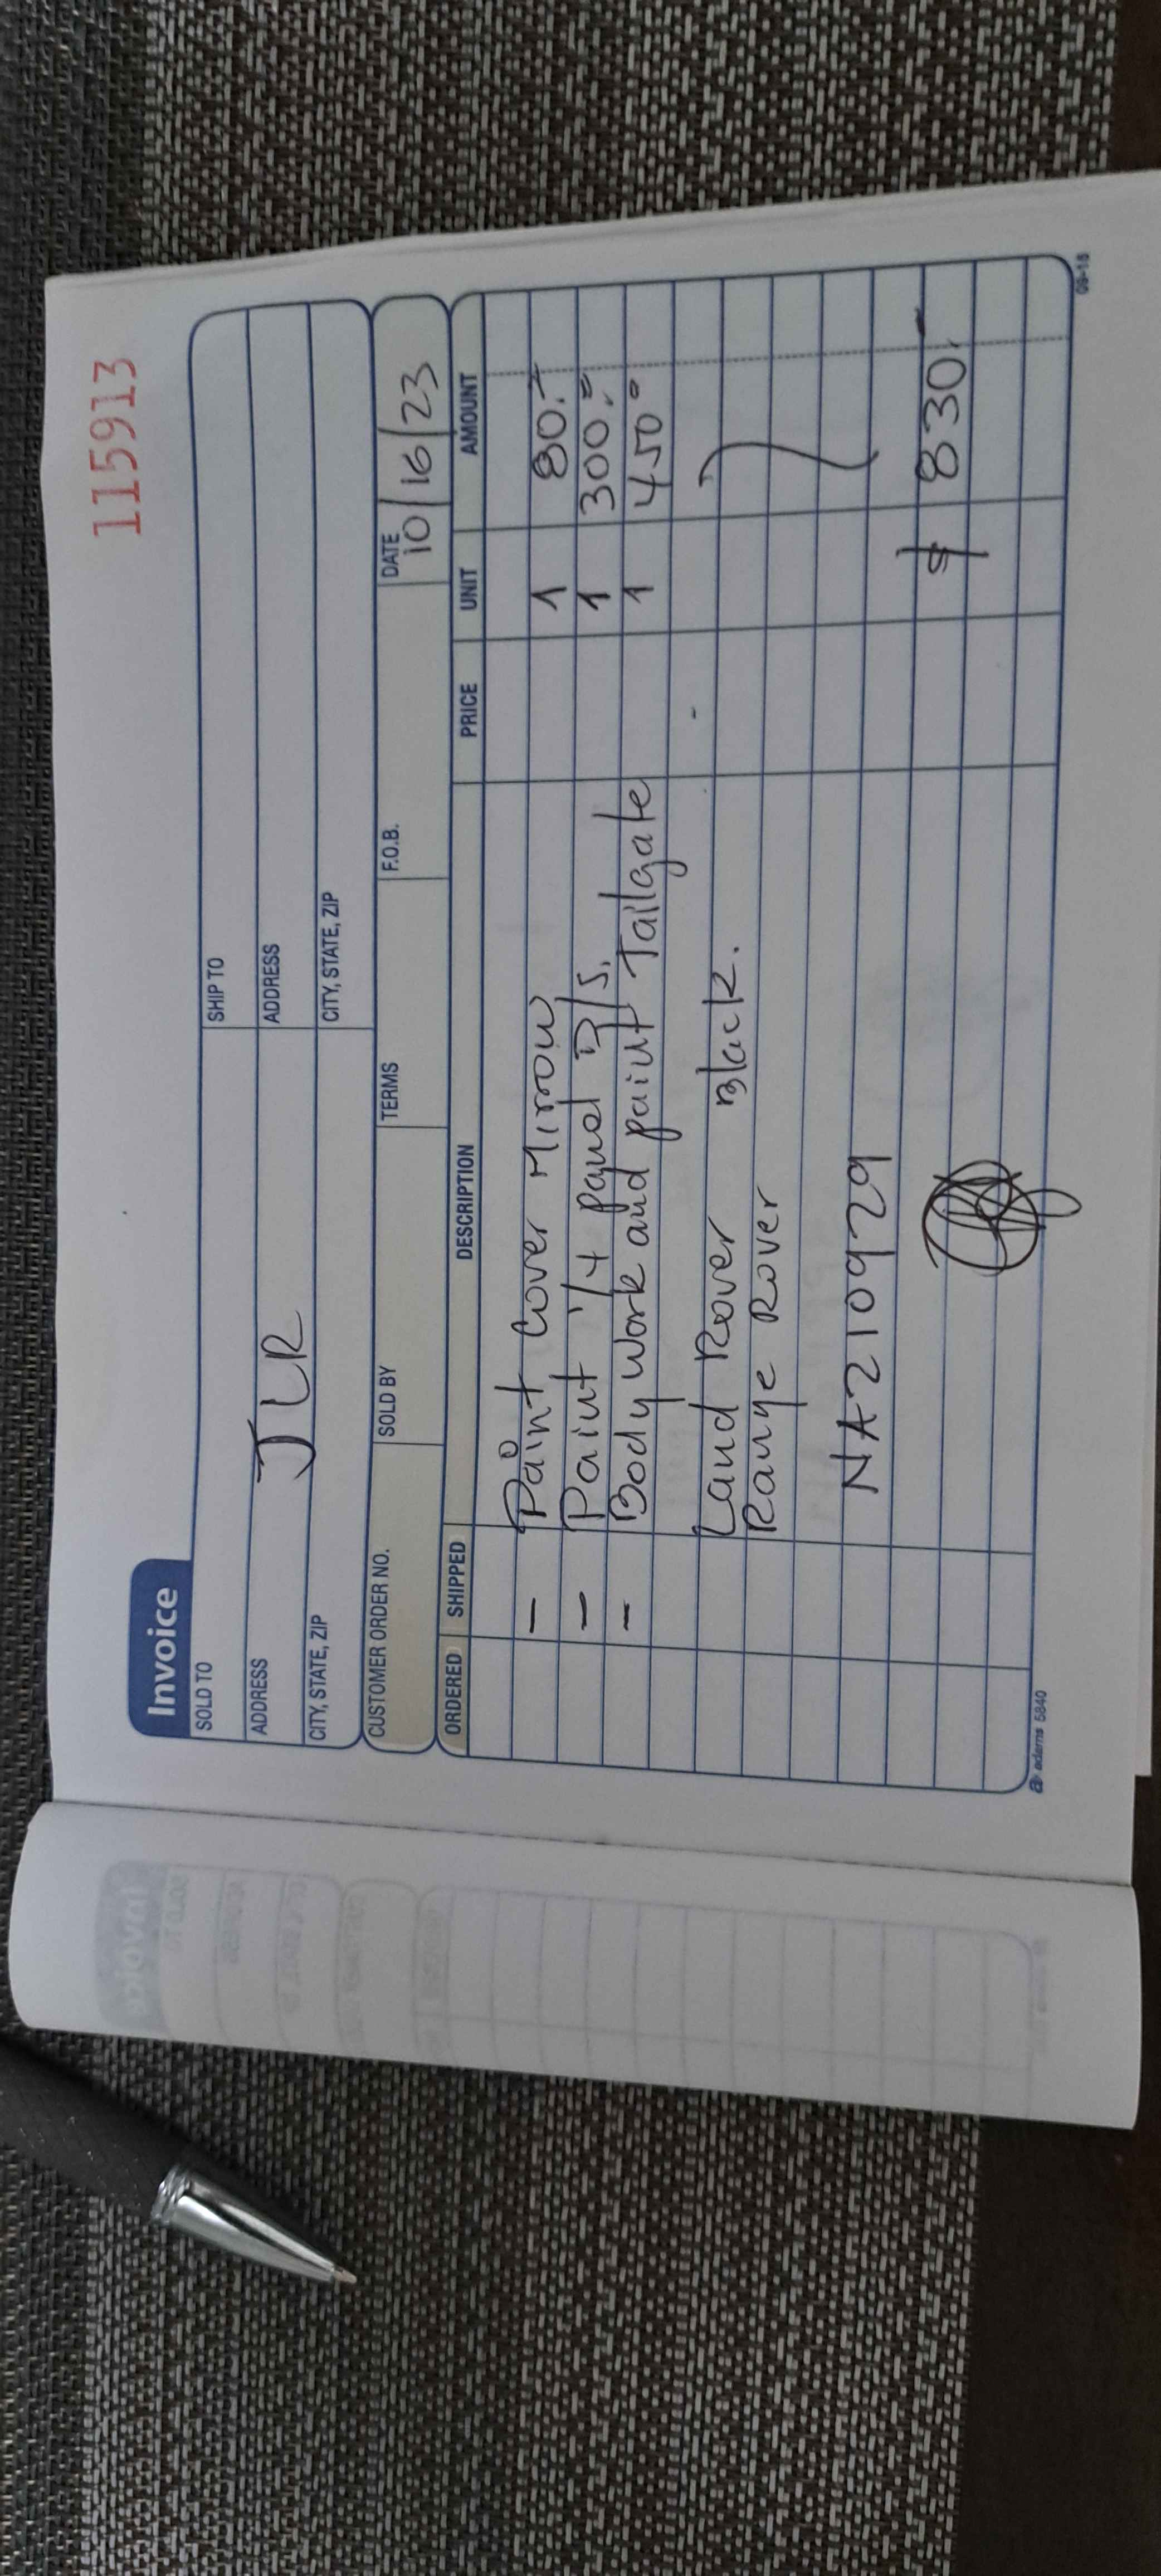 115913
Invoice
SOLD TO
SHIP TO
ADDRESS
JLR
ADDRESS
CITY, STATE, ZIP
CITY, STATE, ZIP
CUSTOMER ORDER NO. SOLD BY TERMS F.O.B. DATE
10/16/23
ORDERED SHIPPED DESCRIPTION PRICE UNIT AMOUNT
- Paint Cover Mirrow 1 80.-
- Paint 1/4 panel D/S. 1 300.=
- Body work and paint Tailgate 1 450°
Land Rover Black.
Range Rover
NA210929
$ 830.-
adams 5840
09-18